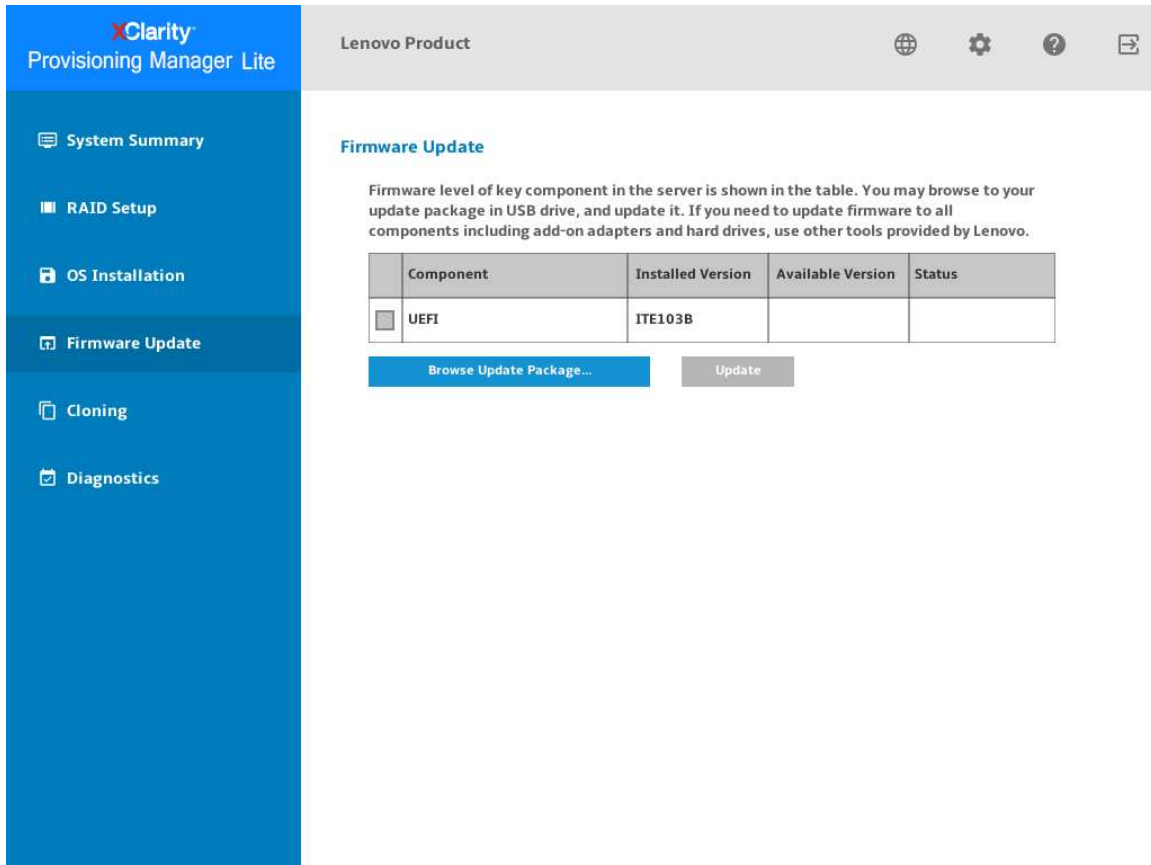 XClarity
Provisioning Manager Lite
Lenovo Product
System Summary
RAID Setup
OS Installation
Firmware Update
Cloning
Diagnostics
Firmware Update
Firmware level of key component in the server is shown in the table. You may browse to your
update package in USB drive, and update it. If you need to update firmware to all
components including add-on adapters and hard drives, use other tools provided by Lenovo.
Component Installed Version Available Version Status
UEFI ITE103B
Browse Update Package... Update